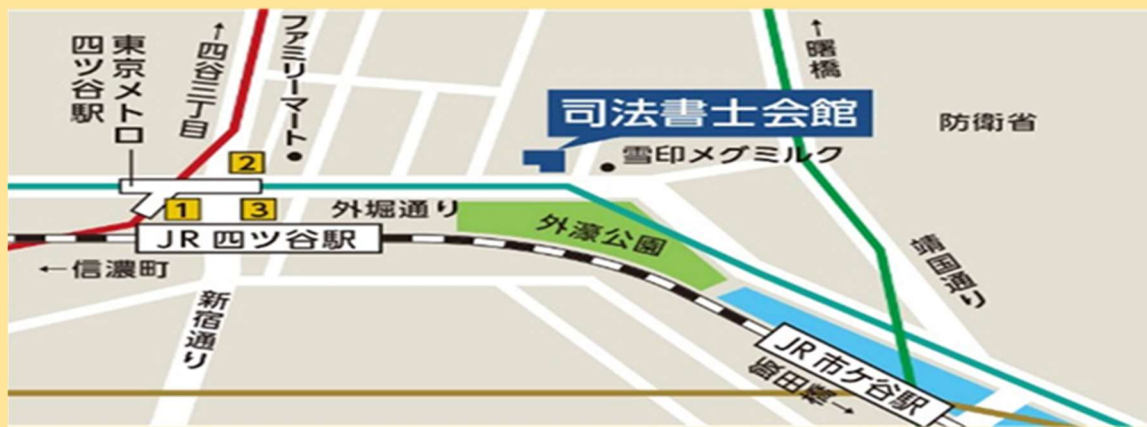 東京メトロ
四ツ谷駅
↑四谷三丁目
ファミリーマート
↑曙橋
司法書士会館
防衛省
雪印メグミルク
2
1
3
外堀通り
外濠公園
JR 四ツ谷駅
←信濃町
新宿通り
靖国通り
JR 市ケ谷駅
飯田橋→